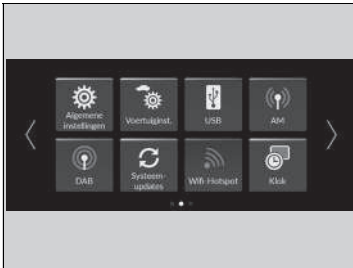 Algemene
instellingen
Voertuiginst.
USB
AM
DAB
Systeem-
updates
Wifi-Hotspot
Klok